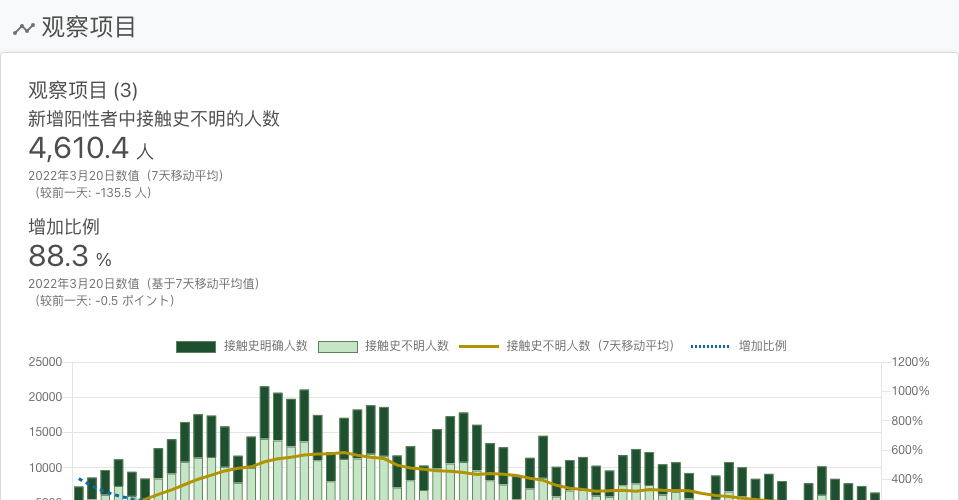 观察项目
观察项目 (3)
新增阳性者中接触史不明的人数
4,610.4 人
2022年3月20日数值（7天移动平均）
（较前一天: -135.5 人）
增加比例
88.3 %
2022年3月20日数值（基于7天移动平均值）
（较前一天: -0.5 ポイント）
接触史明确人数 接触史不明人数 接触史不明人数（7天移动平均） 增加比例
25000 1200%
20000 1000%
15000 800%
10000 600%
400%
5000